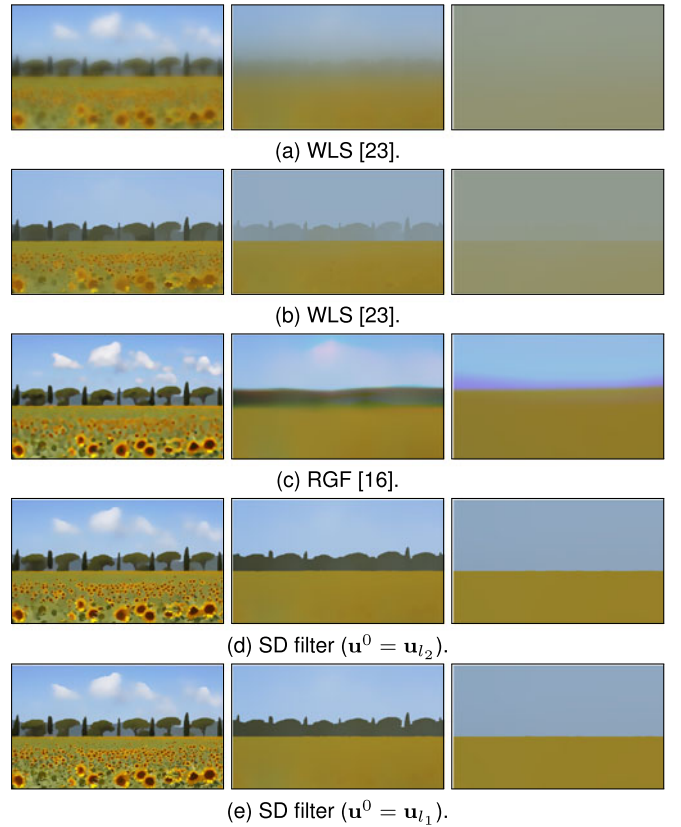 (a) WLS [23].
(b) WLS [23].
(c) RGF [16].
(d) SD filter (u⁰ = u_{l₂}).
(e) SD filter (u⁰ = u_{l₁}).